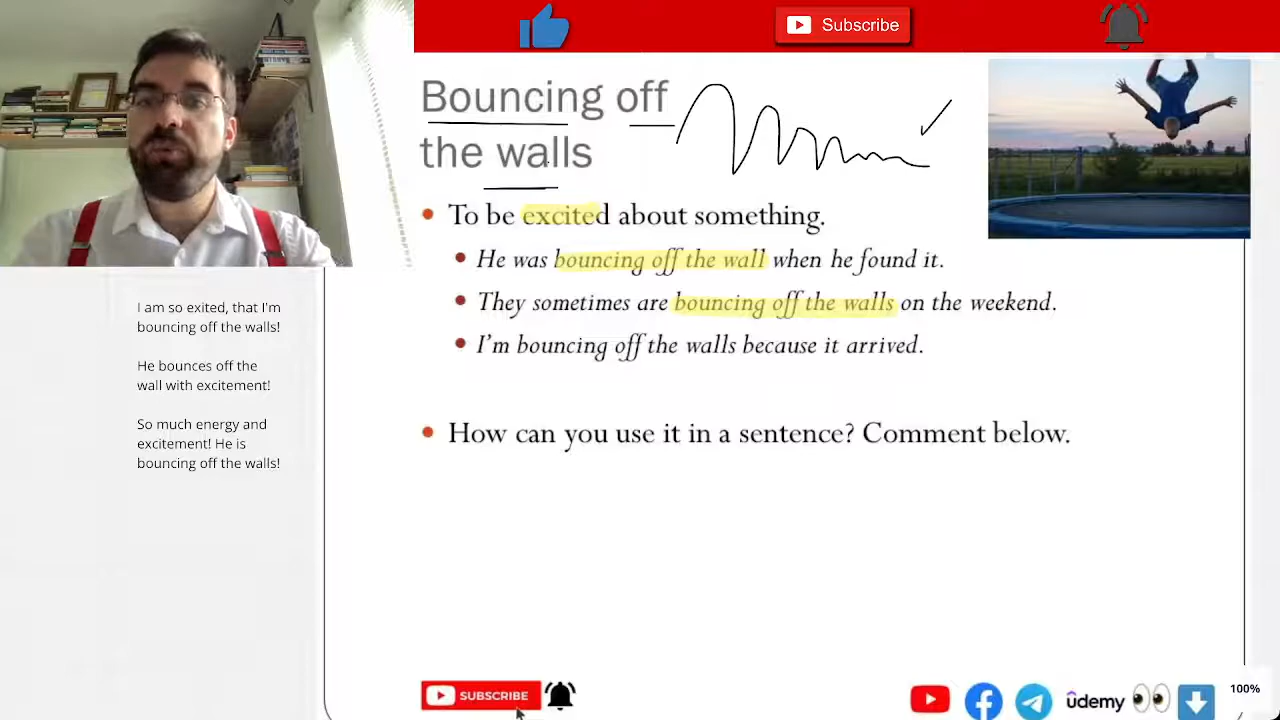 Subscribe
Bouncing off
the walls
To be excited about something.
He was bouncing off the wall when he found it.
They sometimes are bouncing off the walls on the weekend.
I'm bouncing off the walls because it arrived.
How can you use it in a sentence? Comment below.
I am so exited, that I'm
bouncing off the walls!
He bounces off the
wall with excitement!
So much energy and
excitement! He is
bouncing off the walls!
SUBSCRIBE
ûdemy
100%